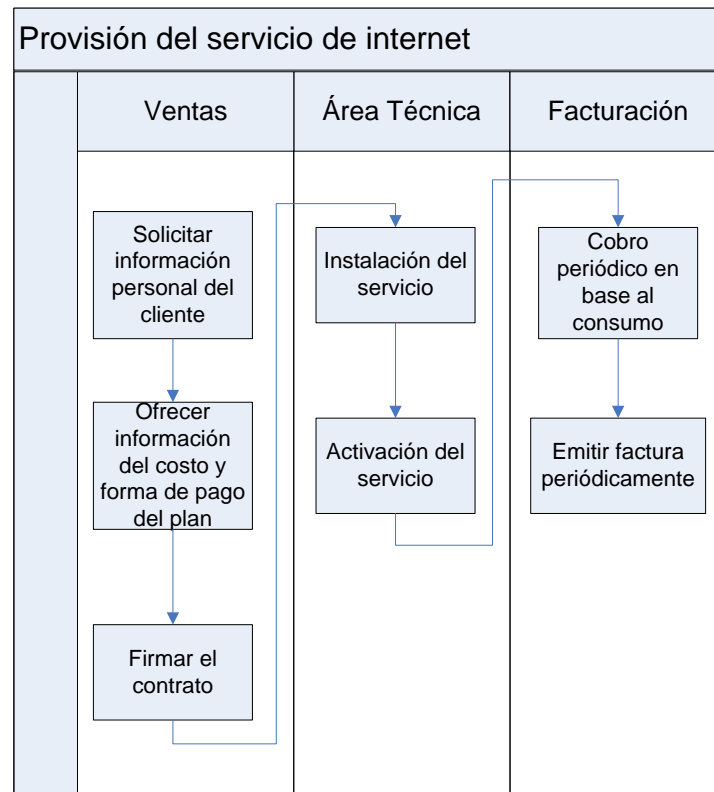 Provisión del servicio de internet
Ventas
Área Técnica
Facturación
Solicitar
información
personal del
cliente
Ofrecer
información
del costo y
forma de pago
del plan
Firmar el
contrato
Instalación del
servicio
Activación del
servicio
Cobro
periódico en
base al
consumo
Emitir factura
periódicamente